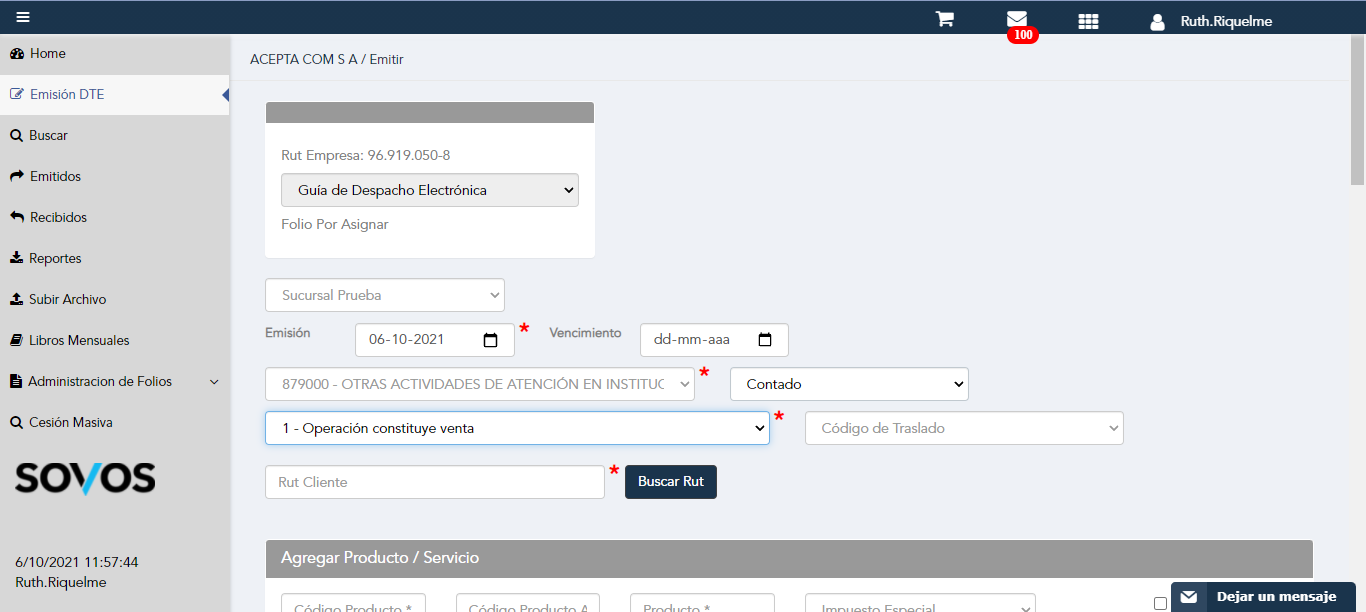 100
Ruth.Riquelme
Home
Emisión DTE
Buscar
Emitidos
Recibidos
Reportes
Subir Archivo
Libros Mensuales
Administracion de Folios
Cesión Masiva
SOVOS
6/10/2021 11:57:44
Ruth.Riquelme
ACEPTA COM S A / Emitir
Rut Empresa: 96.919.050-8
Guía de Despacho Electrónica
Folio Por Asignar
Sucursal Prueba
Emisión 06-10-2021 * Vencimiento dd-mm-aaa
879000 - OTRAS ACTIVIDADES DE ATENCIÓN EN INSTITUC * Contado
1 - Operación constituye venta * Código de Traslado
Rut Cliente * Buscar Rut
Agregar Producto / Servicio
Código Producto * Código Producto A Producto * Impuesto Especial
Dejar un mensaje